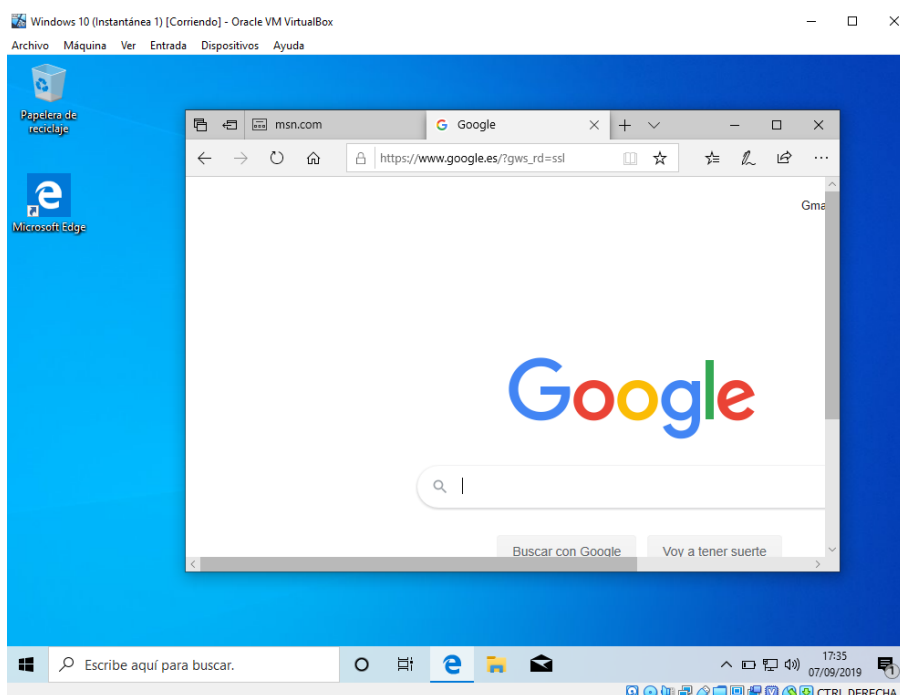 Windows 10 (Instantánea 1) [Corriendo] - Oracle VM VirtualBox
Archivo Máquina Ver Entrada Dispositivos Ayuda
Papelera de
reciclaje
Microsoft Edge
msn.com
G Google
https://www.google.es/?gws_rd=ssl
Gma
Google
Buscar con Google
Voy a tener suerte
Escribe aquí para buscar.
17:35
07/09/2019
1
CTRL DERECHA